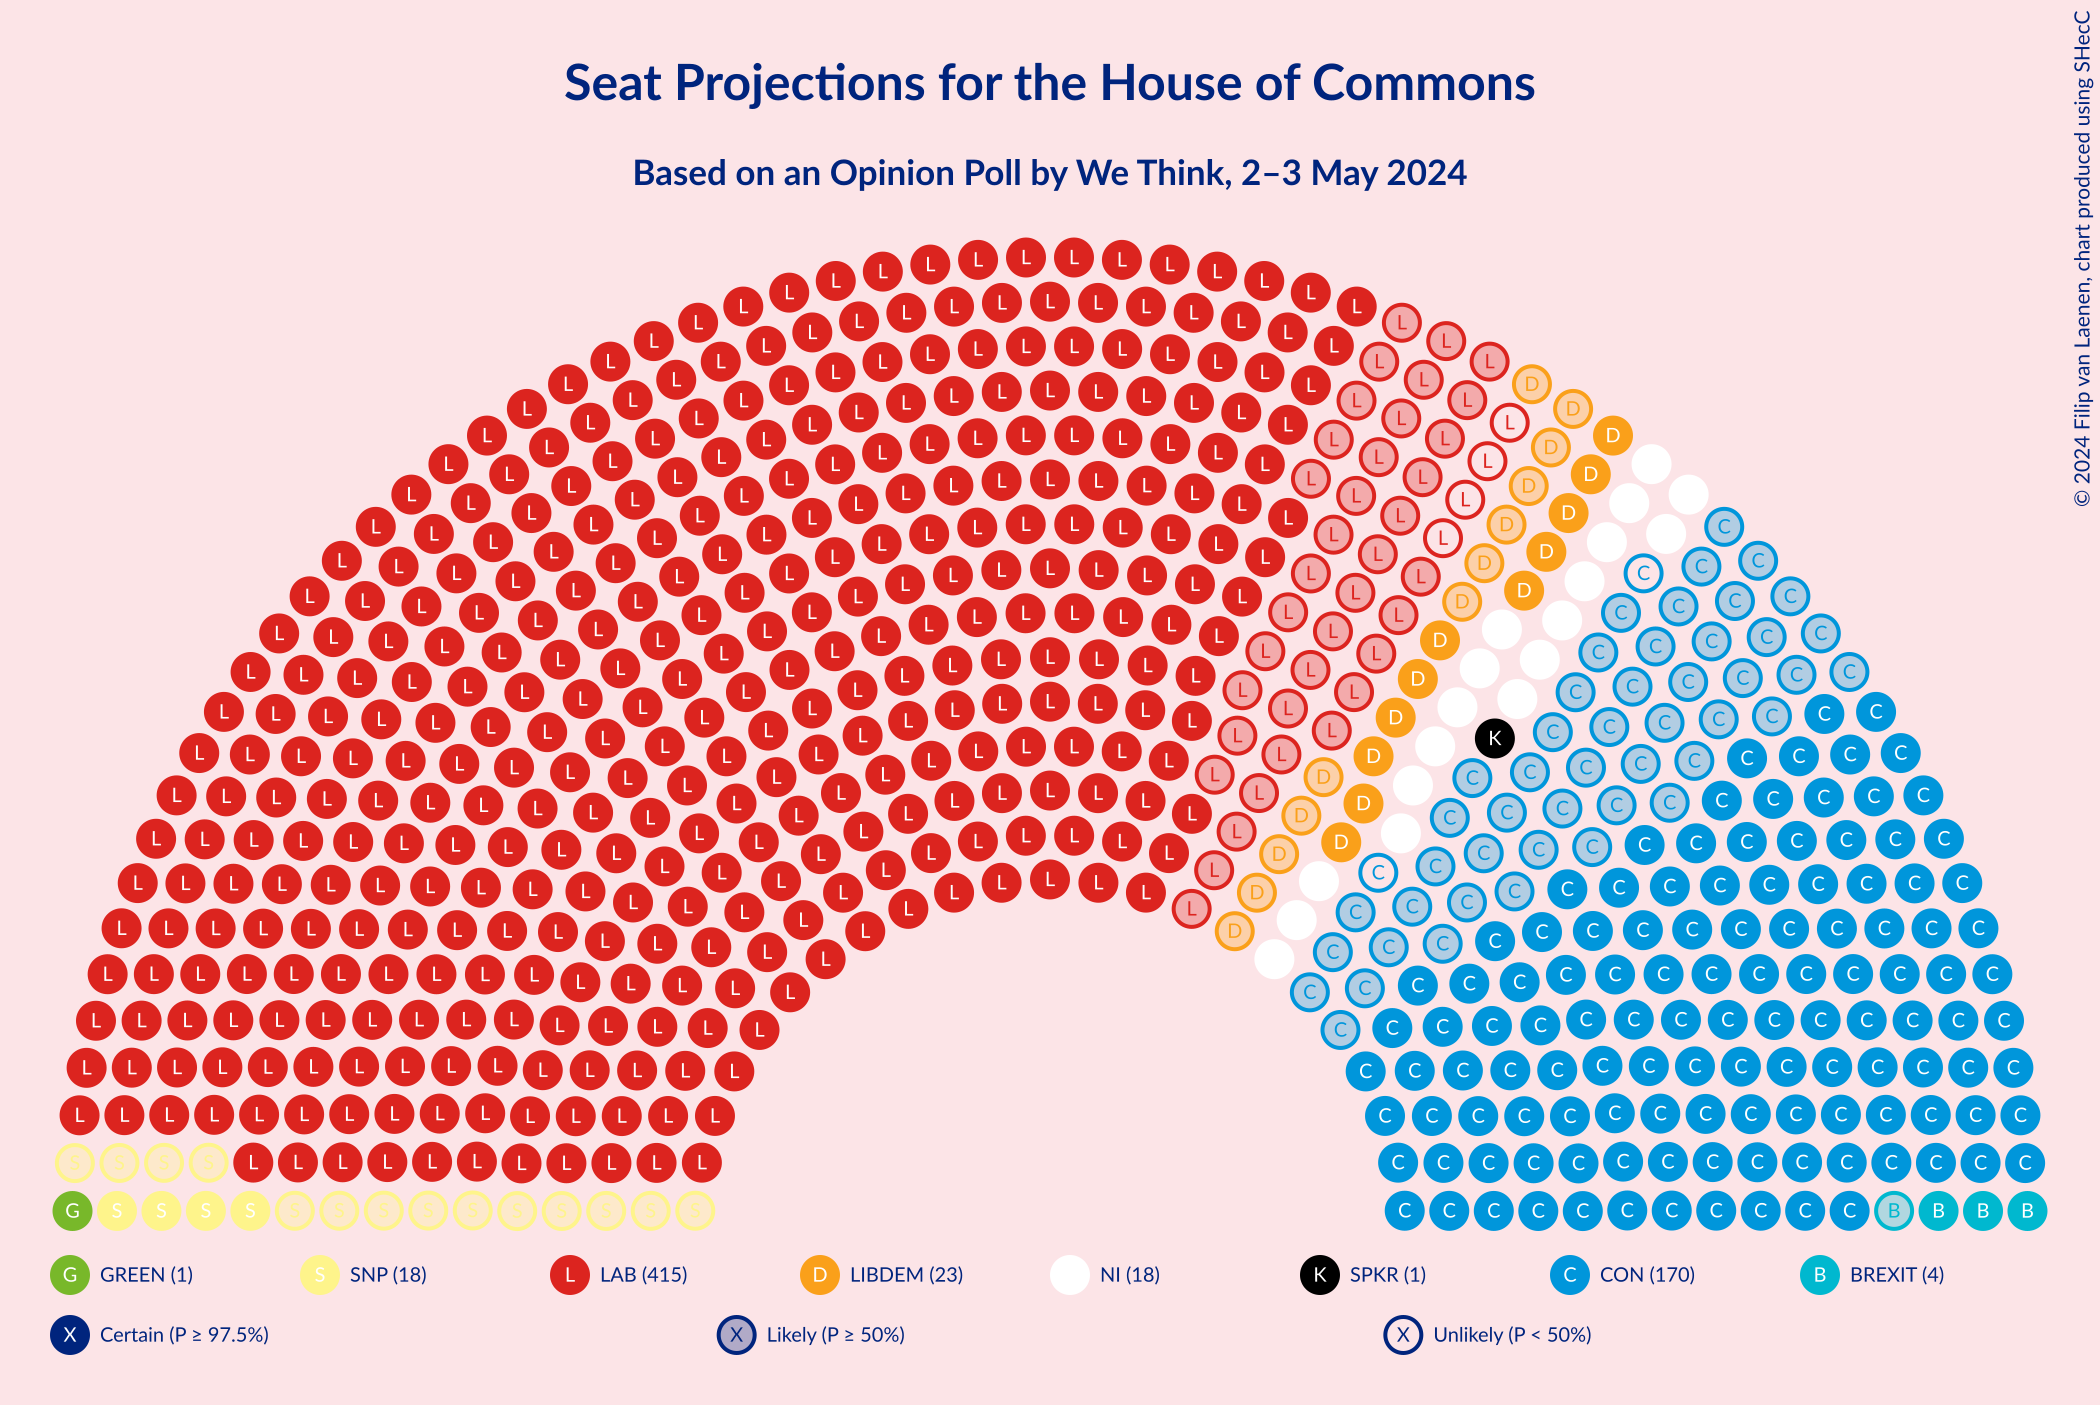 Seat Projections for the House of Commons
Based on an Opinion Poll by We Think, 2–3 May 2024
© 2024 Filip van Laenen, chart produced using SHecC
G GREEN (1)
S SNP (18)
L LAB (415)
D LIBDEM (23)
NI (18)
K SPKR (1)
C CON (170)
B BREXIT (4)
X Certain (P ≥ 97.5%)
X Likely (P ≥ 50%)
X Unlikely (P < 50%)